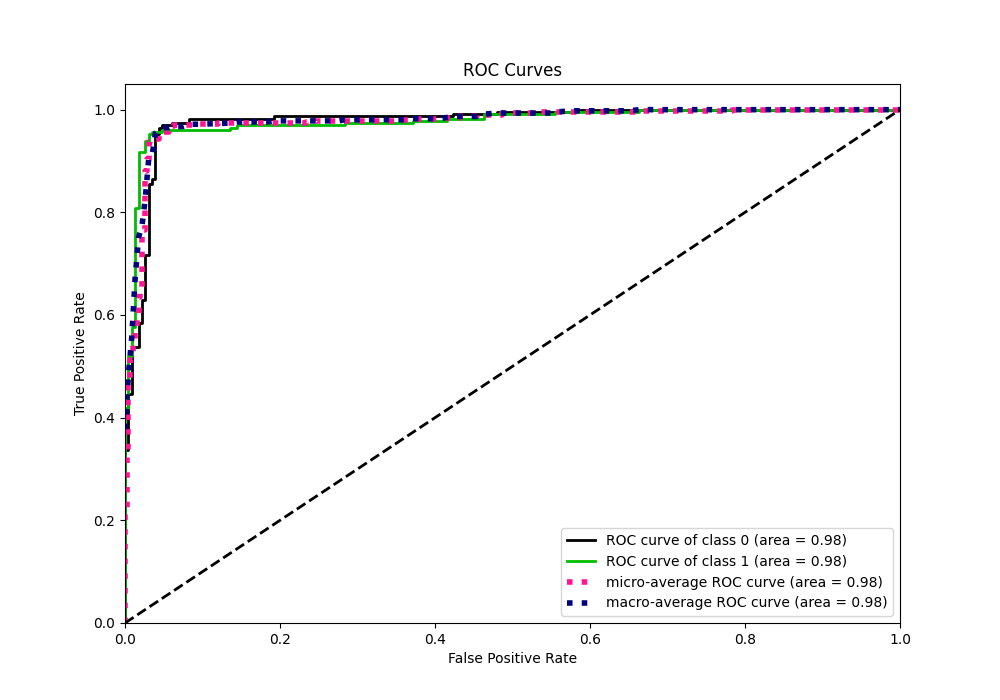 ROC Curves
1.0
0.8
0.6
0.4
0.2
0.0
True Positive Rate
0.0 0.2 0.4 0.6 0.8 1.0
False Positive Rate
ROC curve of class 0 (area = 0.98)
ROC curve of class 1 (area = 0.98)
micro-average ROC curve (area = 0.98)
macro-average ROC curve (area = 0.98)